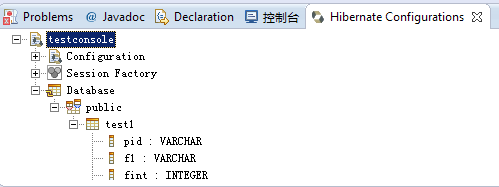 Problems @ Javadoc Declaration 控制台 Hibernate Configurations
testconsole
Configuration
Session Factory
Database
public
test1
pid : VARCHAR
f1 : VARCHAR
fint : INTEGER